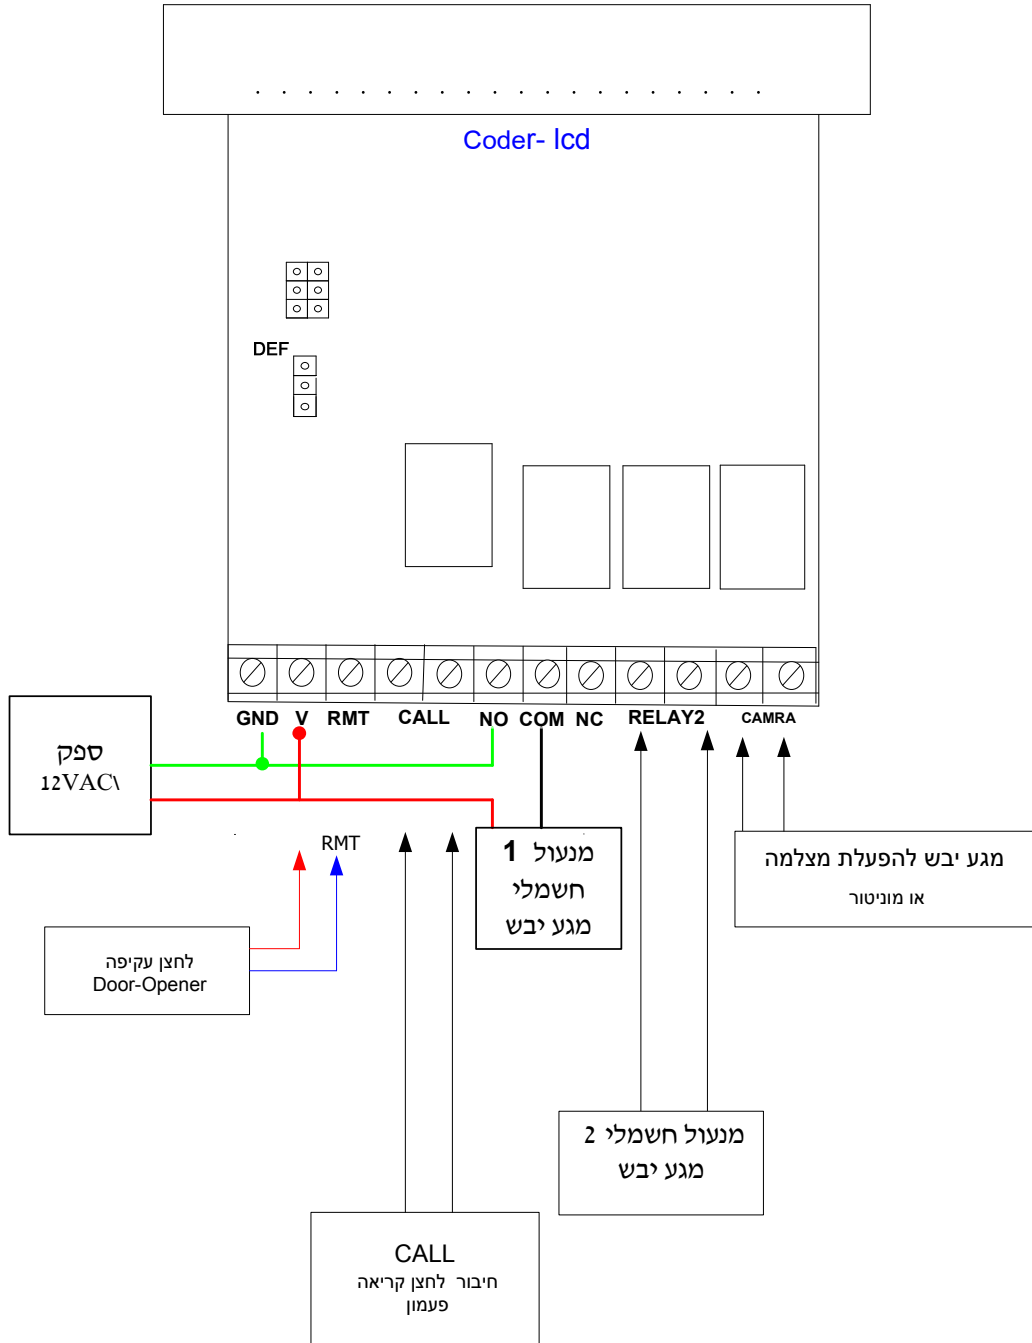 Coder- lcd
DEF
GND V RMT CALL NO COM NC RELAY2 CAMRA
ספק
12VAC\
RMT
מנעול 1
חשמלי
מגע יבש
מגע יבש להפעלת מצלמה
או מוניטור
לחצן עקיפה
Door-Opener
מנעול חשמלי 2
מגע יבש
CALL
חיבור לחצן קריאה
פעמון